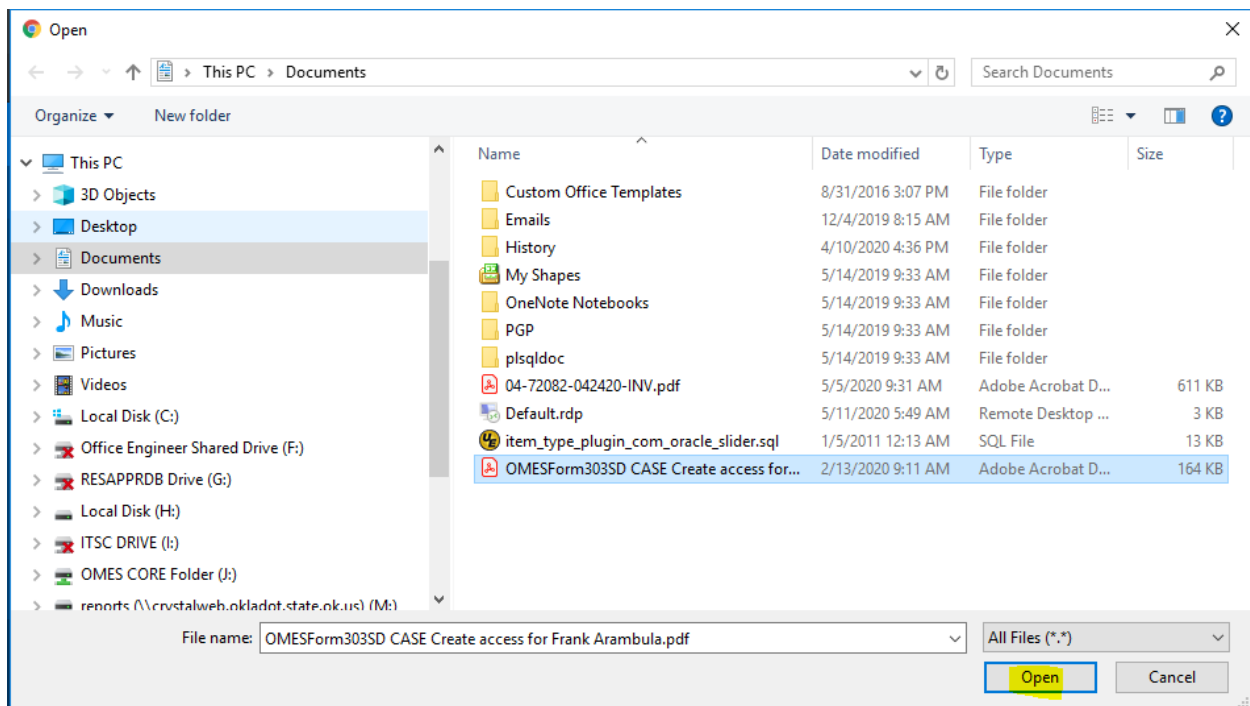 Open
This PC > Documents
Search Documents
Organize
New folder
This PC
3D Objects
Desktop
Documents
Downloads
Music
Pictures
Videos
Local Disk (C:)
Office Engineer Shared Drive (F:)
RESAPPRDB Drive (G:)
Local Disk (H:)
ITSC DRIVE (I:)
OMES CORE Folder (J:)
reports (\\crystalweb.okladot.state.ok.us) (M:)
Name Date modified Type Size
Custom Office Templates 8/31/2016 3:07 PM File folder
Emails 12/4/2019 8:15 AM File folder
History 4/10/2020 4:36 PM File folder
My Shapes 5/14/2019 9:33 AM File folder
OneNote Notebooks 5/14/2019 9:33 AM File folder
PGP 5/14/2019 9:33 AM File folder
plsqldoc 5/14/2019 9:33 AM File folder
04-72082-042420-INV.pdf 5/5/2020 9:31 AM Adobe Acrobat D... 611 KB
Default.rdp 5/11/2020 5:49 AM Remote Desktop ... 3 KB
item_type_plugin_com_oracle_slider.sql 1/5/2011 12:13 AM SQL File 13 KB
OMESForm303SD CASE Create access for... 2/13/2020 9:11 AM Adobe Acrobat D... 164 KB
File name: OMESForm303SD CASE Create access for Frank Arambula.pdf
All Files (*.*)
Open
Cancel